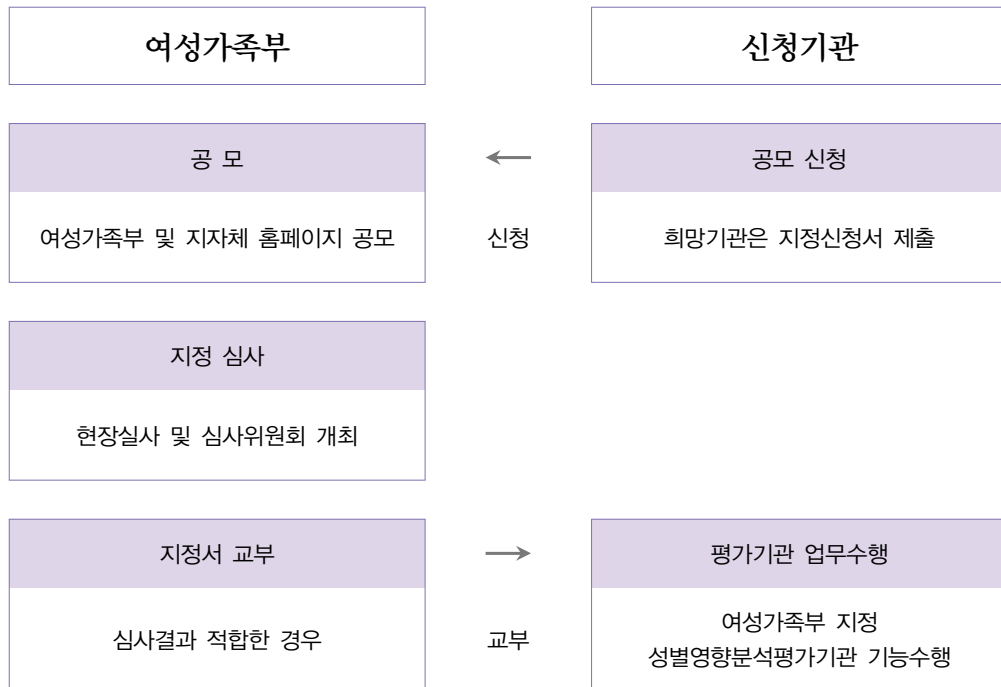 여성가족부
신청기관
공 모
공모 신청
여성가족부 및 지자체 홈페이지 공모
신청
희망기관은 지정신청서 제출
지정 심사
현장실사 및 심사위원회 개최
지정서 교부
평가기관 업무수행
심사결과 적합한 경우
교부
여성가족부 지정
성별영향분석평가기관 기능수행